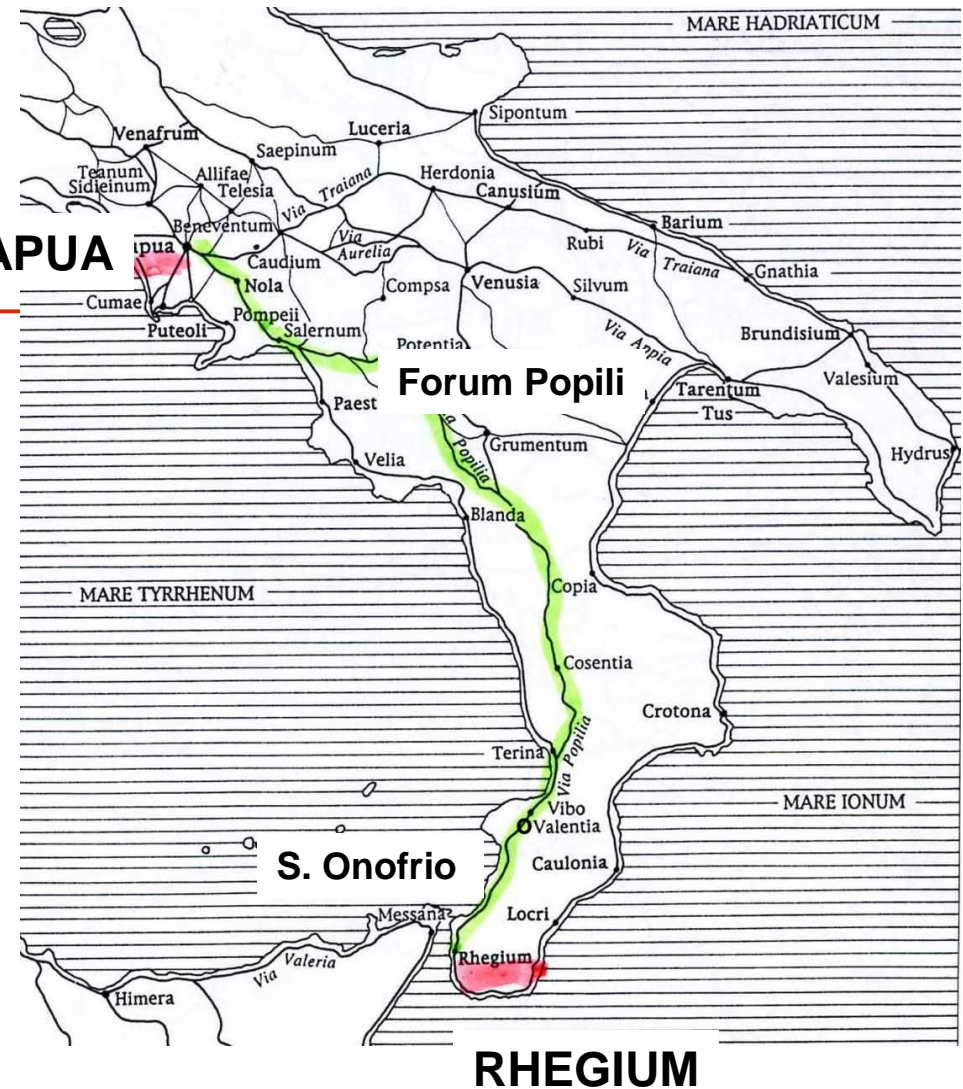 MARE HADRIATICUM
Sipontum
Luceria
Venafrum
Saepinum
Teanum
Sidieinum
Allifae
Telesia
Via Traiana
Herdonia
Canusium
Beneventum
Via
Aurelia
Barium
Rubi
Via Traiana
APUA
apua
Caudium
Gnathia
Nola
Compsa
Venusia
Silvum
Cumae
Pompeii
Puteoli
Salernum
Via Appia
Brundisium
Potentia
Valesium
Forum Popili
Tarentum
Tus
Paest
Grumentum
Popilia
Velia
Hydrus
Blanda
MARE TYRRHENUM
Copia
Cosentia
Crotona
Terina
Via Popilia
MARE IONUM
Vibo
Valentia
S. Onofrio
Caulonia
Messana
Locri
Rhegium
Via Valeria
Himera
RHEGIUM